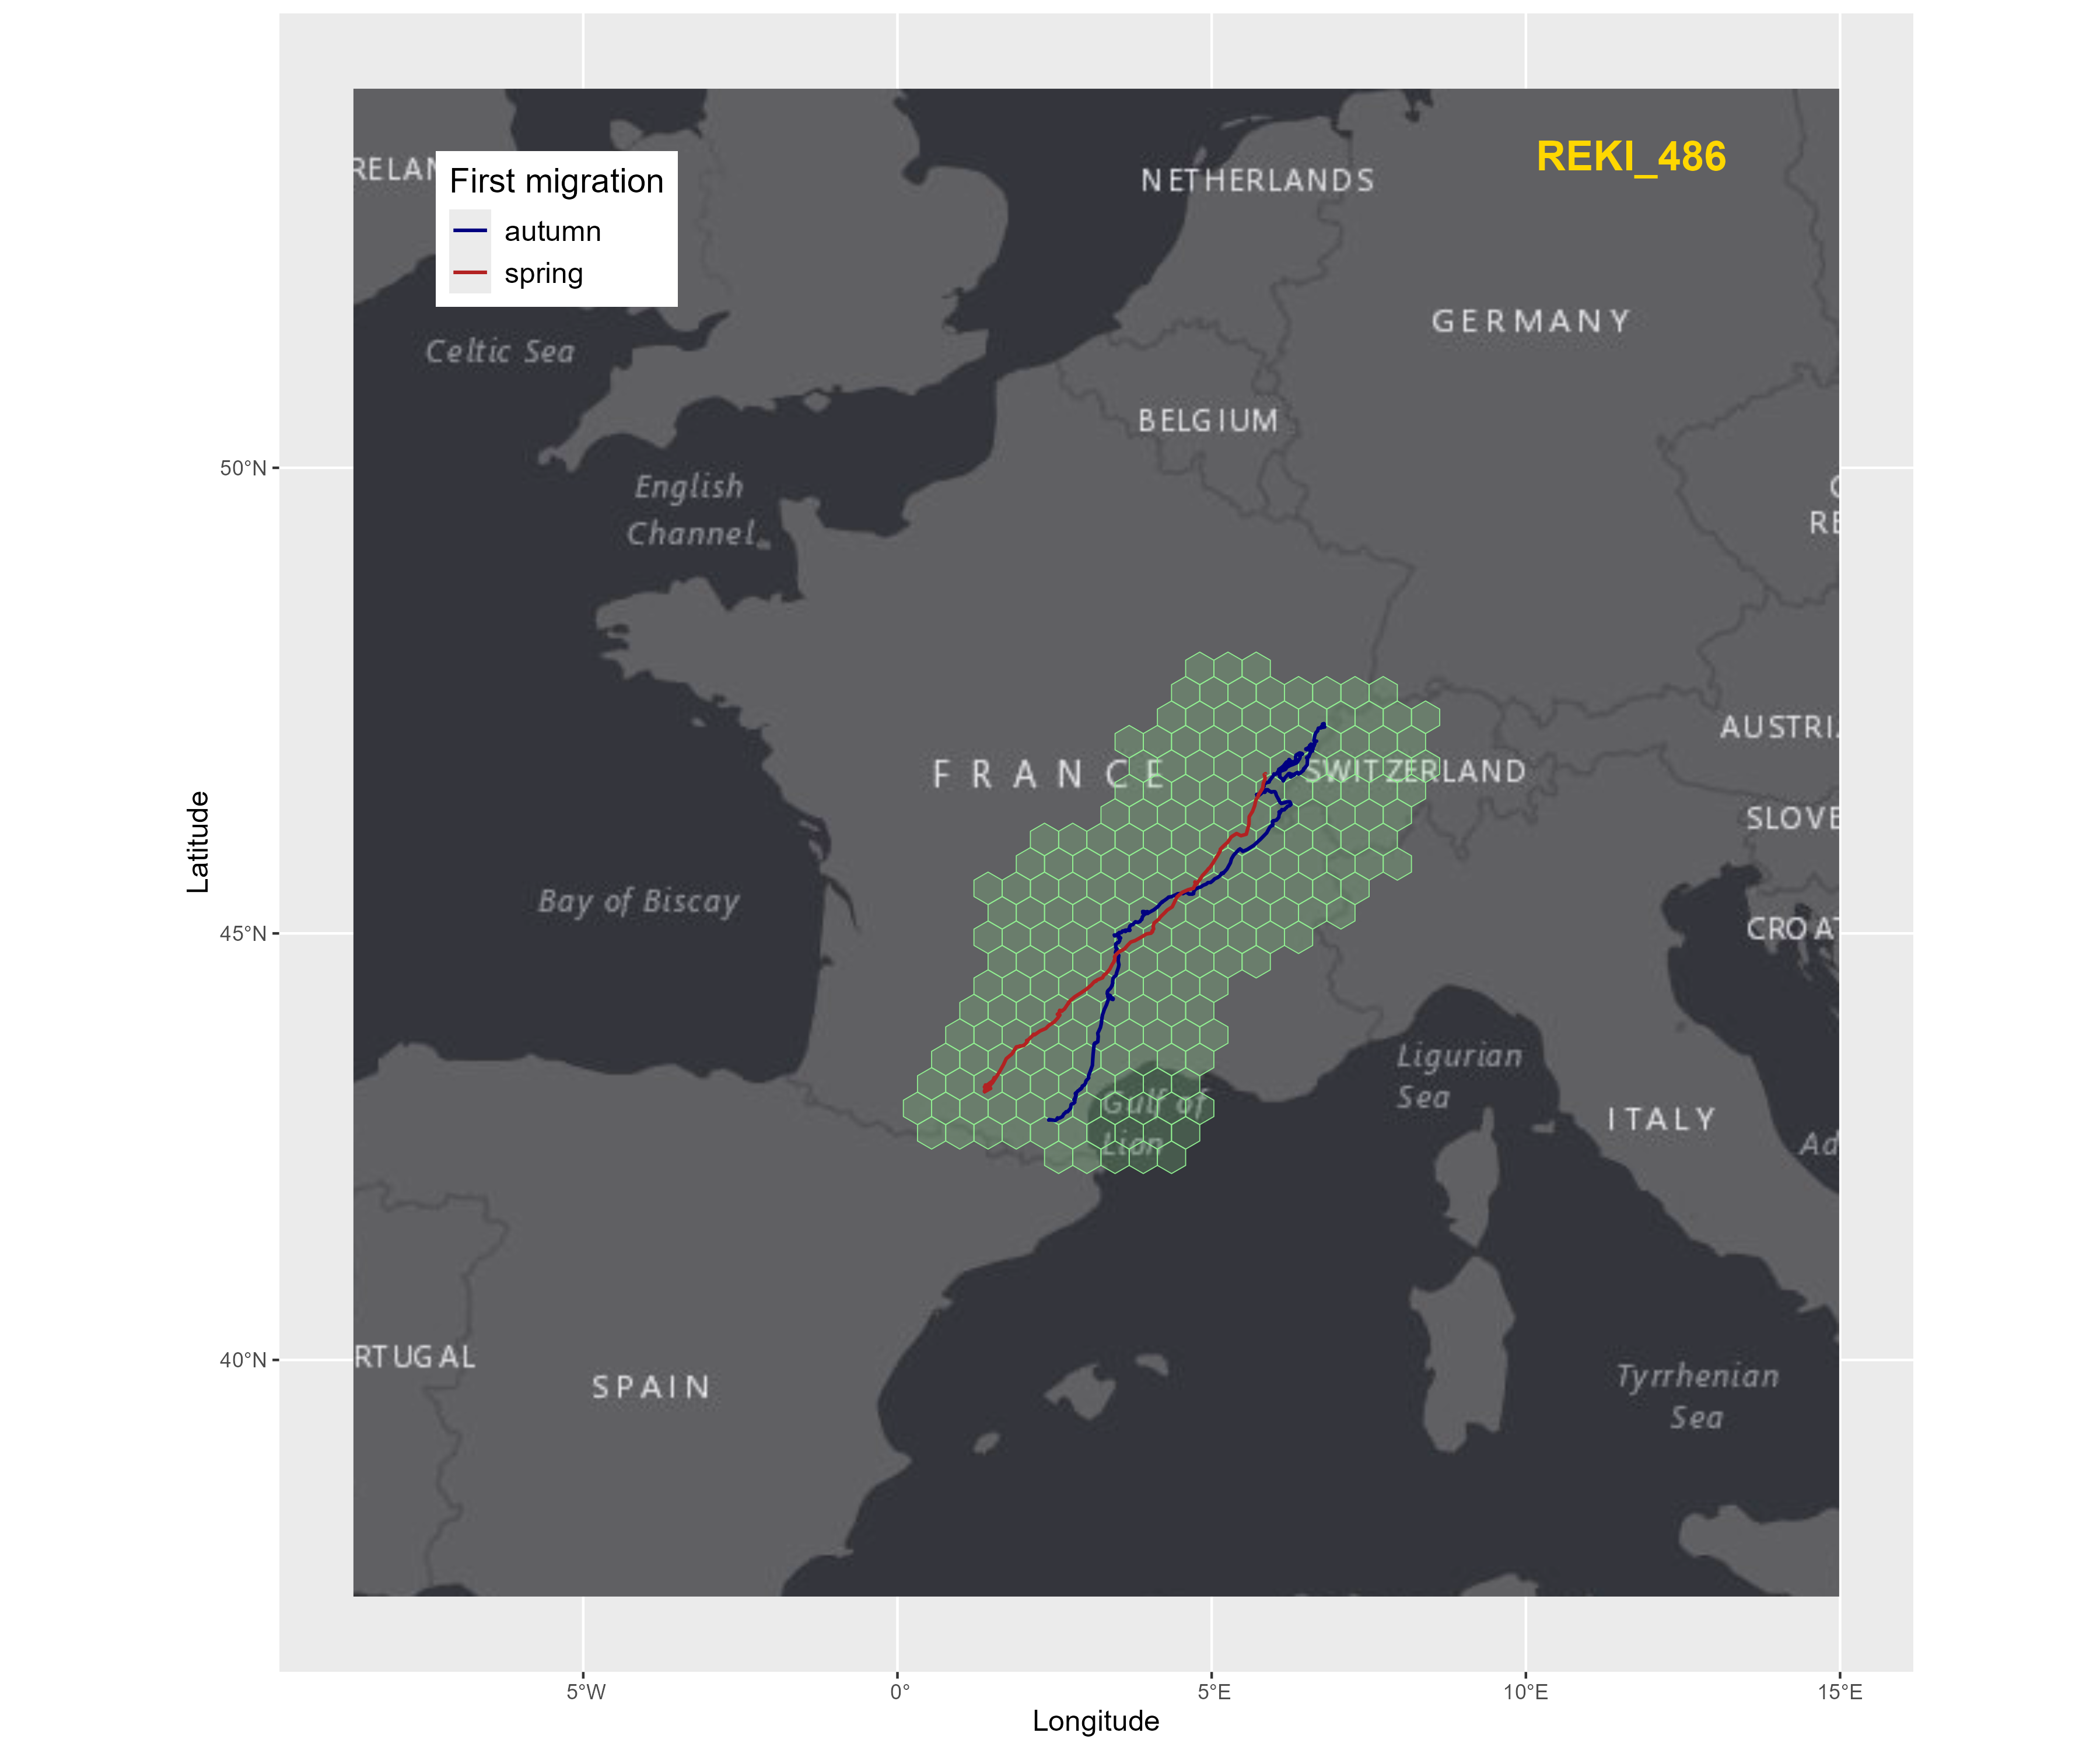 REKI_486
First migration
autumn
spring
RELAN
NETHERLANDS
GERMANY
Celtic Sea
BELGIUM
English
Channel
RE
FRANCE
SWITZERLAND
AUSTRI
SLOVE
Bay of Biscay
CROAT
Ligurian
Sea
Gulf of
Lion
ITALY
Ad
RTUGAL
SPAIN
Tyrrhenian
Sea
50°N
45°N
40°N
Latitude
5°W
0°
5°E
10°E
15°E
Longitude